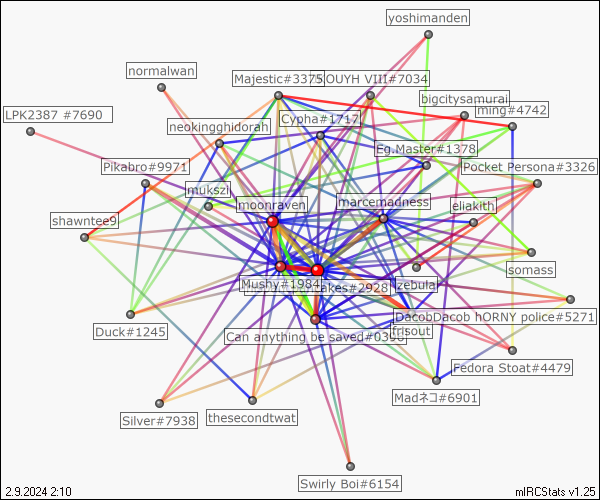 yoshimanden
normalwan
Majestic#3375
OUYH VIII#7034
bigcitysamurai
LPK2387 #7690
ming#4742
Cypha#1717
neokingghidorah
Eg.Master#1378
Pikabro#9971
Pocket Persona#3326
mukszi
moonraven
marcemadness
eliakith
shawntee9
somass
Mushy#1984
akes#2928
zebula
DacobDacob hORNY police#5271
Duck#1245
Can anything be saved#0396
frisout
Fedora Stoat#4479
Madネコ#6901
Silver#7938
thesecondtwat
Swirly Boi#6154
2.9.2024 2:10
mIRCStats v1.25